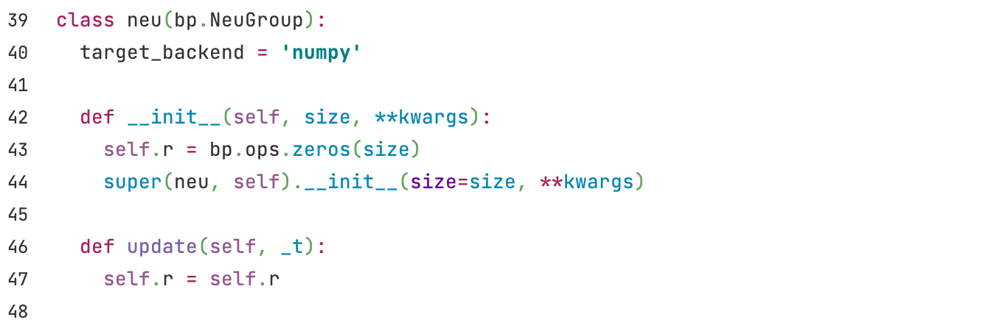 39 class neu(bp.NeuGroup):
40   target_backend = 'numpy'
41
42   def __init__(self, size, **kwargs):
43     self.r = bp.ops.zeros(size)
44     super(neu, self).__init__(size=size, **kwargs)
45
46   def update(self, _t):
47     self.r = self.r
48